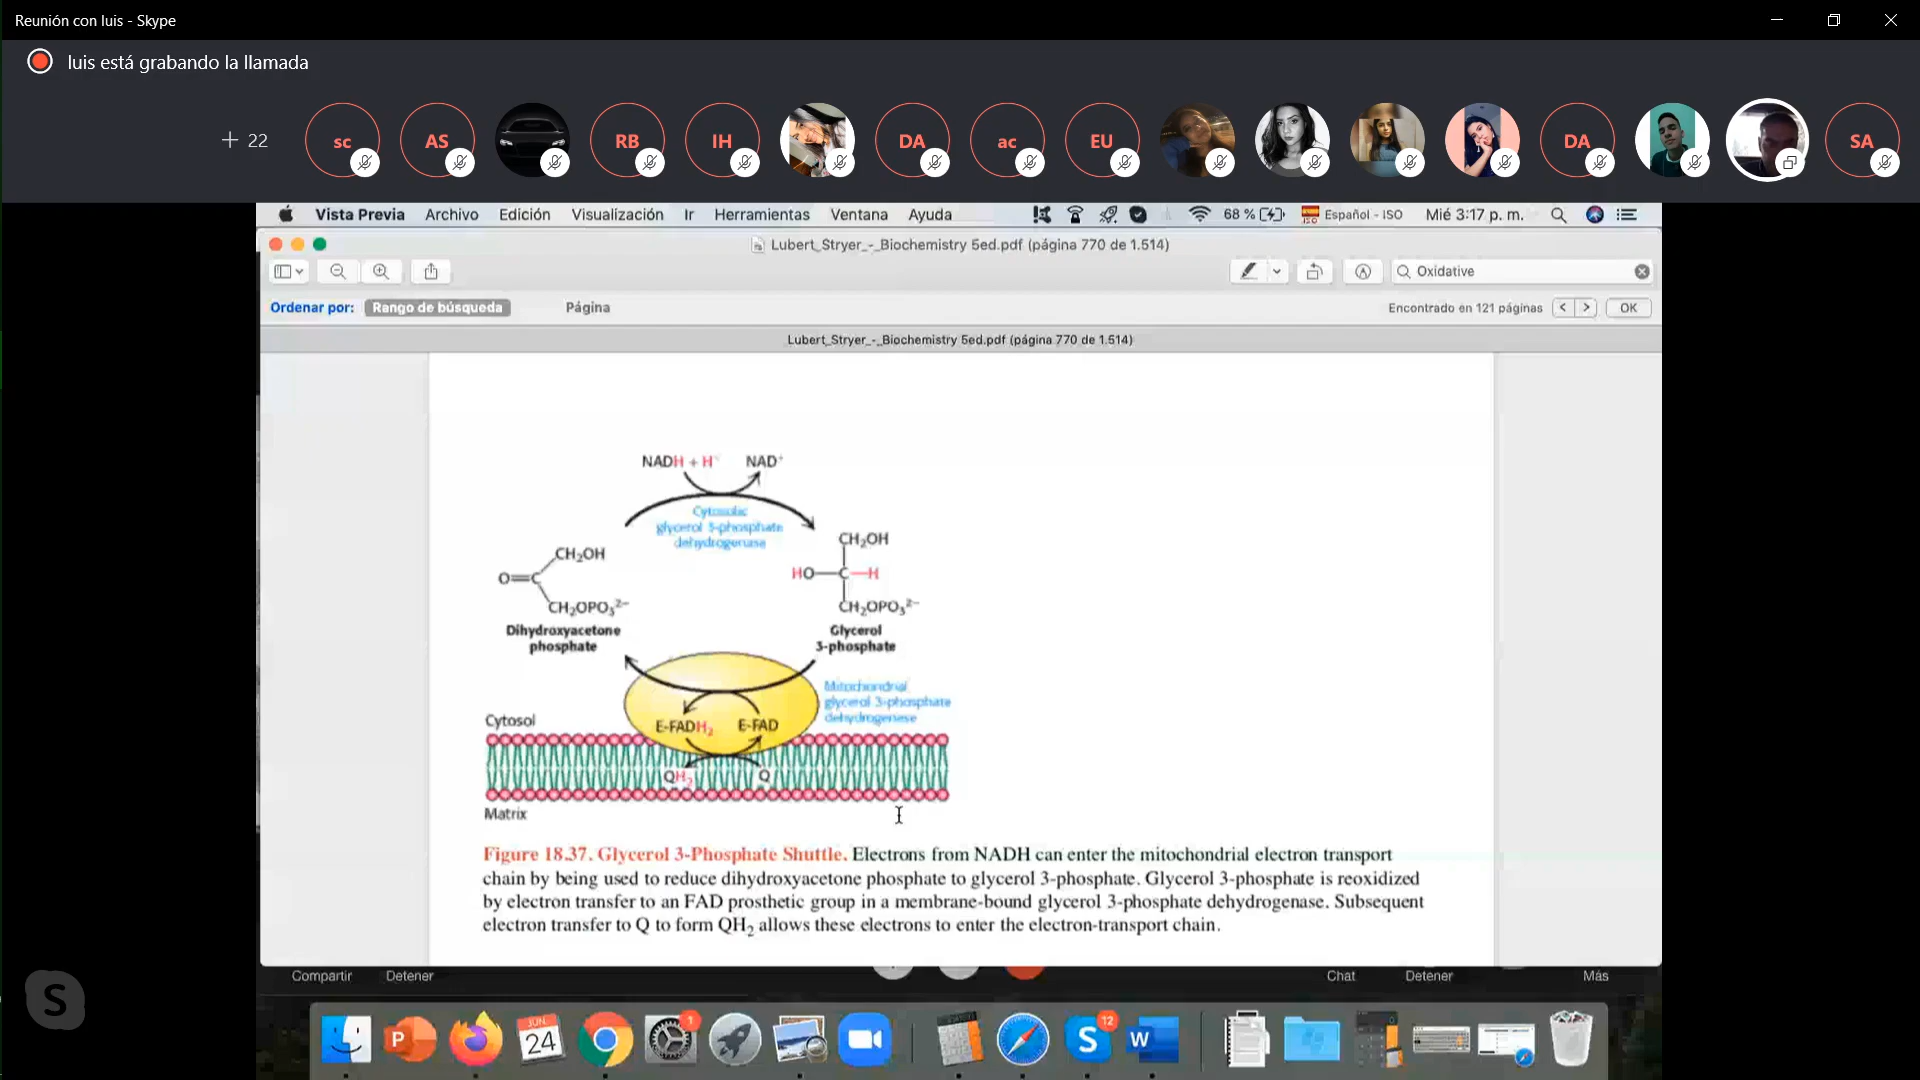 Reunión con luis - Skype
luis está grabando la llamada
+ 22
sc
AS
RB
IH
DA
ac
EU
DA
SA
Vista Previa Archivo Edición Visualización Ir Herramientas Ventana Ayuda
68 % Español - ISO Mié 3:17 p. m.
ISO
Lubert_Stryer_-_Biochemistry 5ed.pdf (página 770 de 1.514)
Oxidative
Ordenar por: Rango de búsqueda Página
Encontrado en 121 páginas < > OK
Lubert_Stryer_-_Biochemistry 5ed.pdf (página 770 de 1.514)
NADH + H⁺ NAD⁺
Cytosolic
glycerol 3-phosphate
dehydrogenase
CH₂OH
O=C
CH₂OPO₃²⁻
Dihydroxyacetone
phosphate
CH₂OH
HO—C—H
CH₂OPO₃²⁻
Glycerol
3-phosphate
Mitochondrial
glycerol 3-phosphate
dehydrogenase
E-FADH₂ E-FAD
Cytosol
QH₂ Q
Matrix
Figure 18.37. Glycerol 3-Phosphate Shuttle. Electrons from NADH can enter the mitochondrial electron transport
chain by being used to reduce dihydroxyacetone phosphate to glycerol 3-phosphate. Glycerol 3-phosphate is reoxidized
by electron transfer to an FAD prosthetic group in a membrane-bound glycerol 3-phosphate dehydrogenase. Subsequent
electron transfer to Q to form QH₂ allows these electrons to enter the electron-transport chain.
Compartir Detener Chat Detener Más
S
P
JUN
24
1
S
12
W